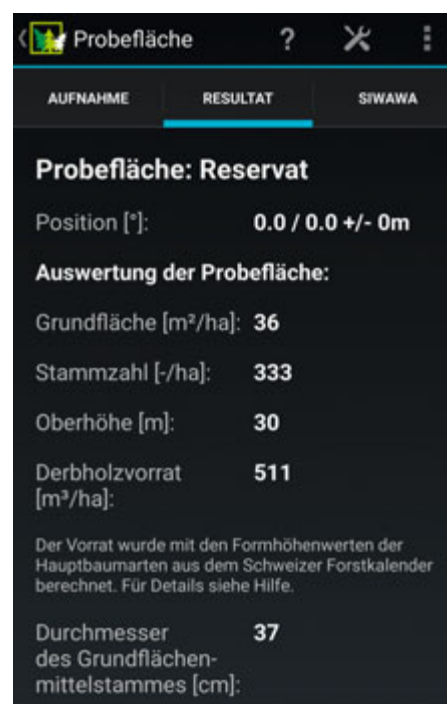 Probefläche ?
AUFNAHME RESULTAT SIWAWA
Probefläche: Reservat
Position [°]: 0.0 / 0.0 +/- 0m
Auswertung der Probefläche:
Grundfläche [m²/ha]: 36
Stammzahl [-/ha]: 333
Oberhöhe [m]: 30
Derbholzvorrat 511
[m³/ha]:
Der Vorrat wurde mit den Formhöhenwerten der
Hauptbaumarten aus dem Schweizer Forstkalender
berechnet. Für Details siehe Hilfe.
Durchmesser 37
des Grundflächen-
mittelstammes [cm]: